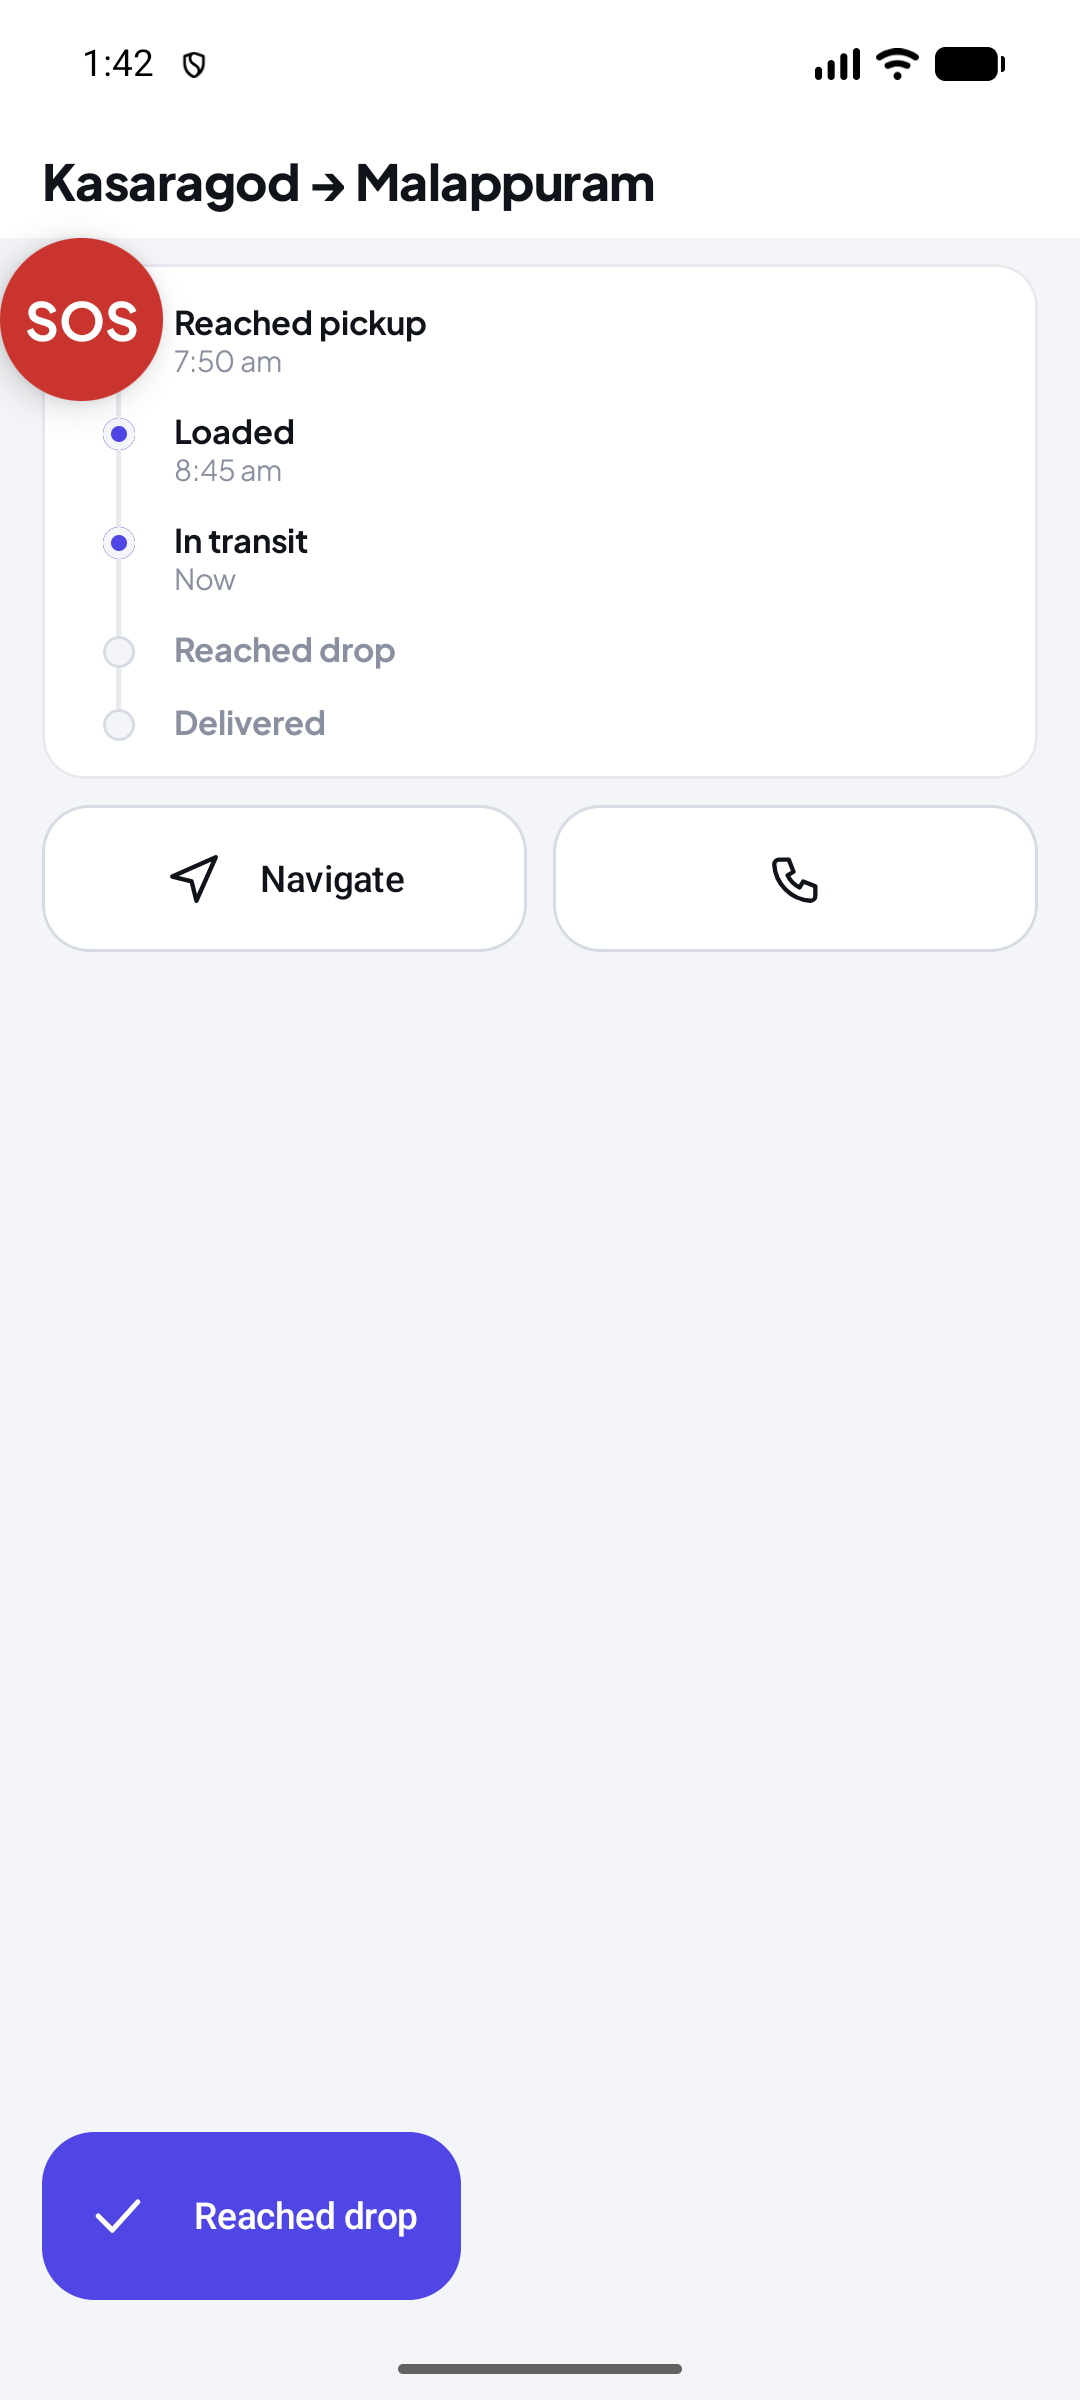 1:42
Kasaragod → Malappuram
SOS
Reached pickup
7:50 am
Loaded
8:45 am
In transit
Now
Reached drop
Delivered
Navigate
Reached drop